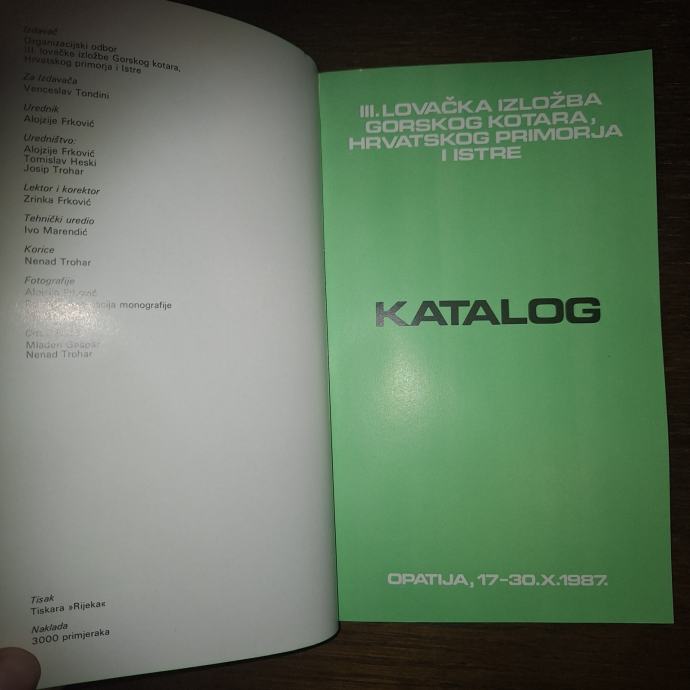 Izdavač
Organizacijski odbor
III. lovačke izložbe Gorskog kotara,
Hrvatskog primorja i Istre
Za Izdavača
Venceslav Tondini
Urednik
Alojzije Frković
Uredništvo:
Alojzije Frković
Tomislav Heski
Josip Trohar
Lektor i korektor
Zrinka Frković
Tehnički uredio
Ivo Marendić
Korice
Nenad Trohar
Fotografije
Alojzije Frković
monografije
Mladen Gašpar
Nenad Trohar
Tisak
Tiskara »Rijeka«
Naklada
3000 primjeraka
III. LOVAČKA IZLOŽBA
GORSKOG KOTARA,
HRVATSKOG PRIMORJA
I ISTRE
KATALOG
OPATIJA, 17-30.X.1987.